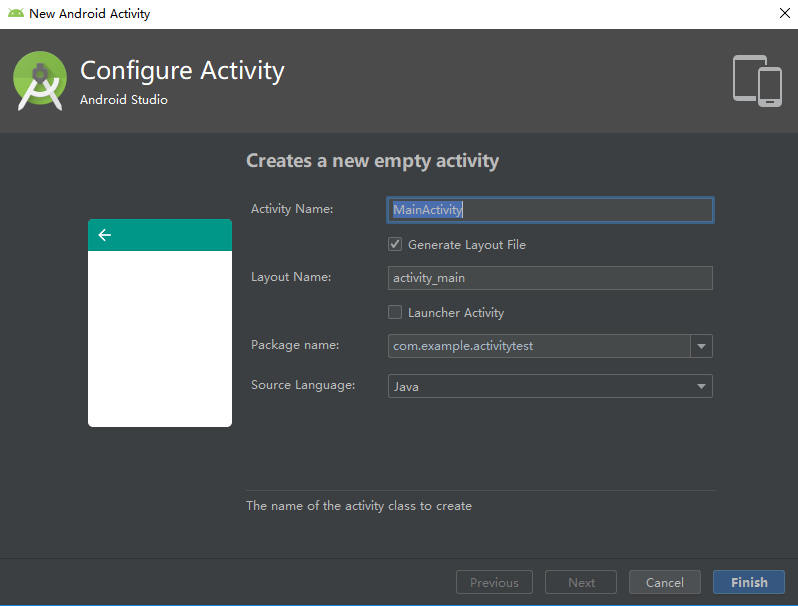 New Android Activity
Configure Activity
Android Studio
Creates a new empty activity
Activity Name:
MainActivity
Generate Layout File
Layout Name:
activity_main
Launcher Activity
Package name:
com.example.activitytest
Source Language:
Java
The name of the activity class to create
Previous
Next
Cancel
Finish